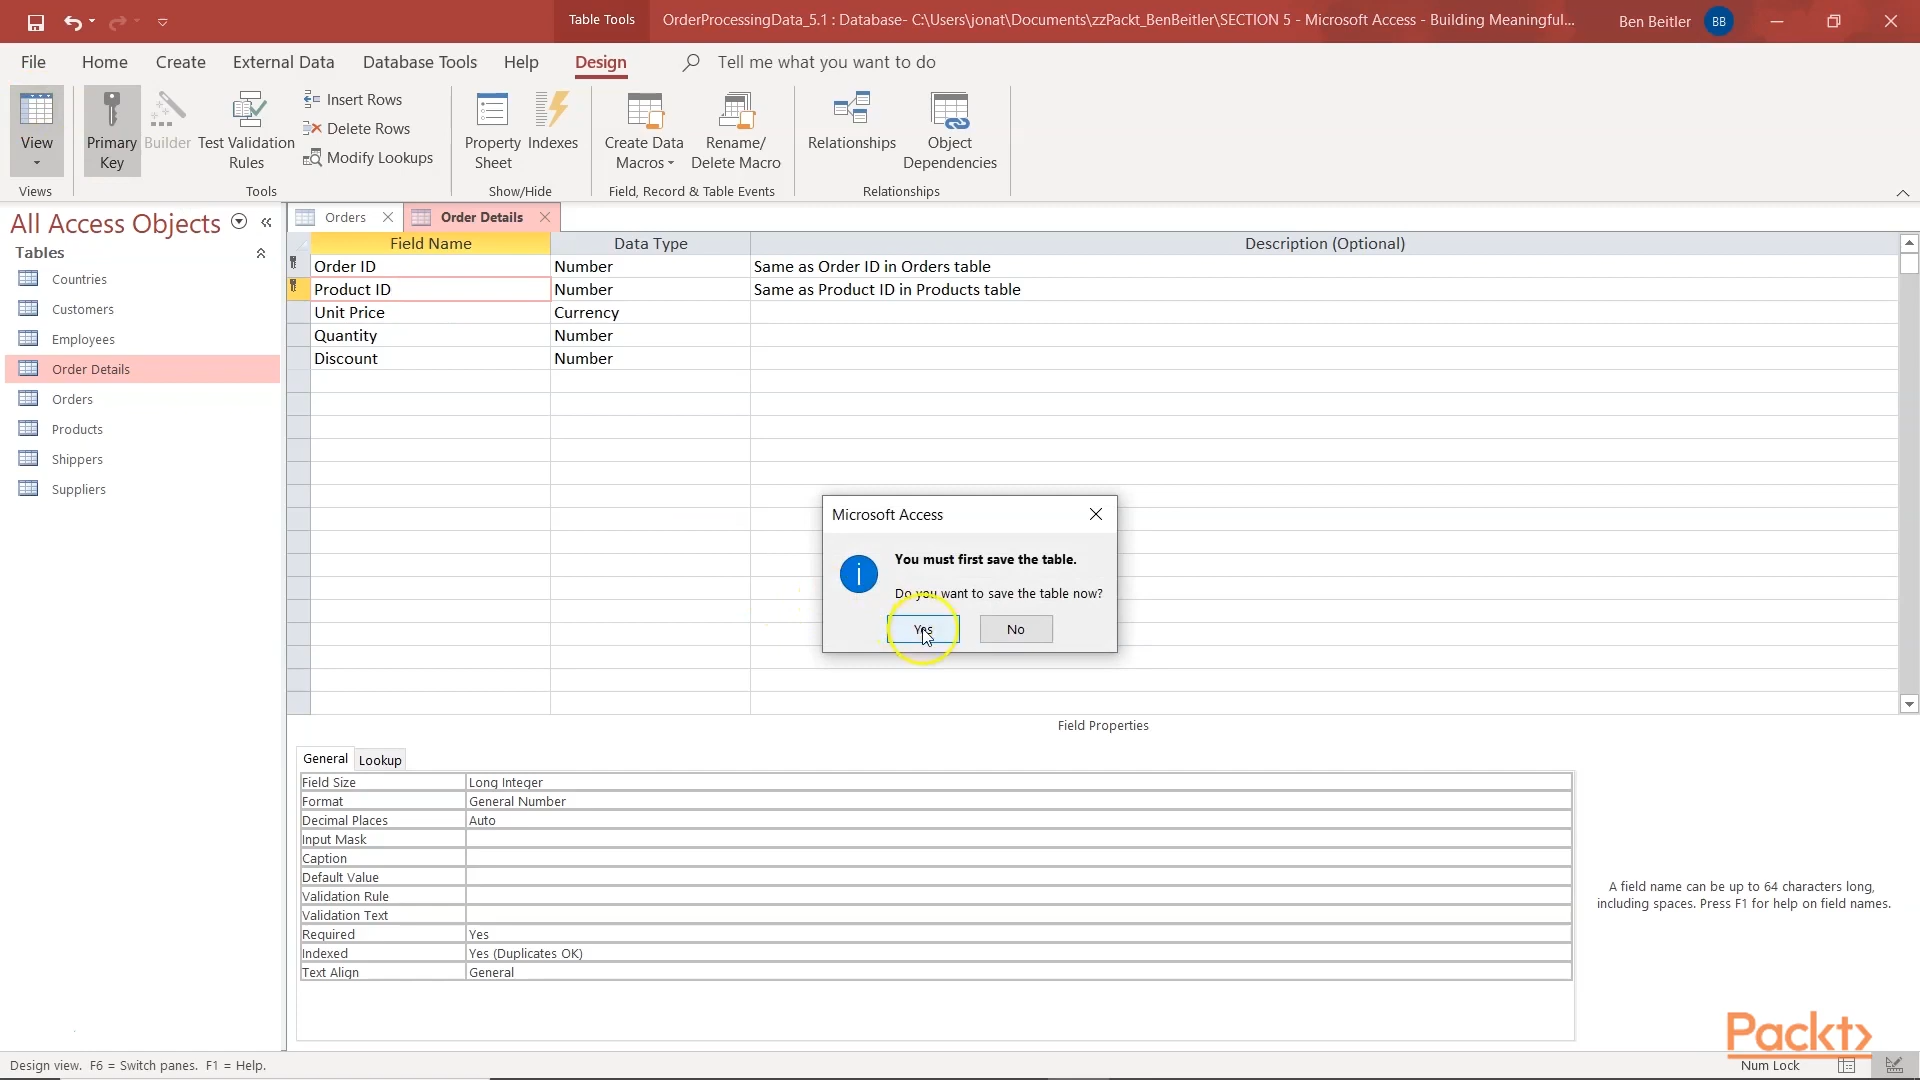 Table Tools
OrderProcessingData_5.1 : Database- C:\Users\jonat\Documents\zzPackt_BenBeitler\SECTION 5 - Microsoft Access - Building Meaningful...
Ben Beitler
BB
File Home Create External Data Database Tools Help Design Tell me what you want to do
View
Primary Key
Builder
Test Validation Rules
Insert Rows
Delete Rows
Modify Lookups
Property Sheet
Indexes
Create Data Macros
Rename/ Delete Macro
Relationships
Object Dependencies
Views
Tools
Show/Hide
Field, Record & Table Events
Relationships
All Access Objects
Tables
Countries
Customers
Employees
Order Details
Orders
Products
Shippers
Suppliers
Orders
Order Details
Field Name Data Type Description (Optional)
Order ID Number Same as Order ID in Orders table
Product ID Number Same as Product ID in Products table
Unit Price Currency
Quantity Number
Discount Number
Microsoft Access
You must first save the table.
Do you want to save the table now?
Yes No
Field Properties
General Lookup
Field Size Long Integer
Format General Number
Decimal Places Auto
Input Mask
Caption
Default Value
Validation Rule
Validation Text
Required Yes
Indexed Yes (Duplicates OK)
Text Align General
A field name can be up to 64 characters long,
including spaces. Press F1 for help on field names.
Packt>
Design view. F6 = Switch panes. F1 = Help.
Num Lock